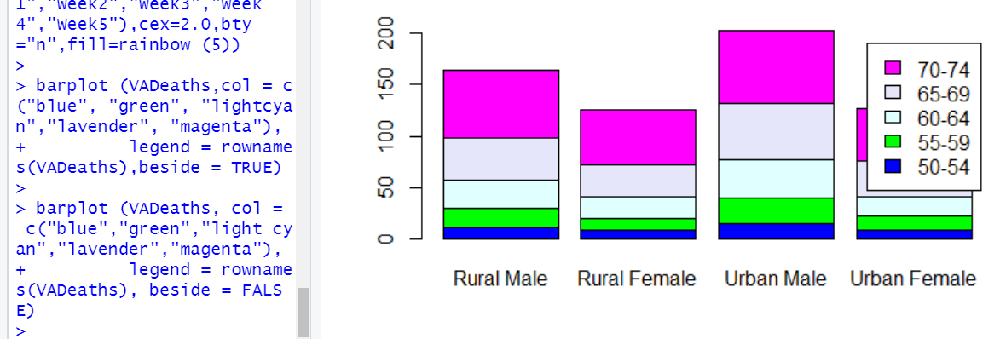 1","Week2","Week3","Week
4","Week5"),cex=2.0,bty
="n",fill=rainbow (5))
>
> barplot (VADeaths,col = c
("blue", "green", "lightcya
n","lavender", "magenta"),
+ legend = rowname
s(VADeaths),beside = TRUE)
>
> barplot (VADeaths, col =
c("blue","green","light cy
an","lavender","magenta"),
+ legend = rowname
s(VADeaths), beside = FALS
E)
>
200
150
100
50
0
Rural Male
Rural Female
Urban Male
Urban Female
70-74
65-69
60-64
55-59
50-54